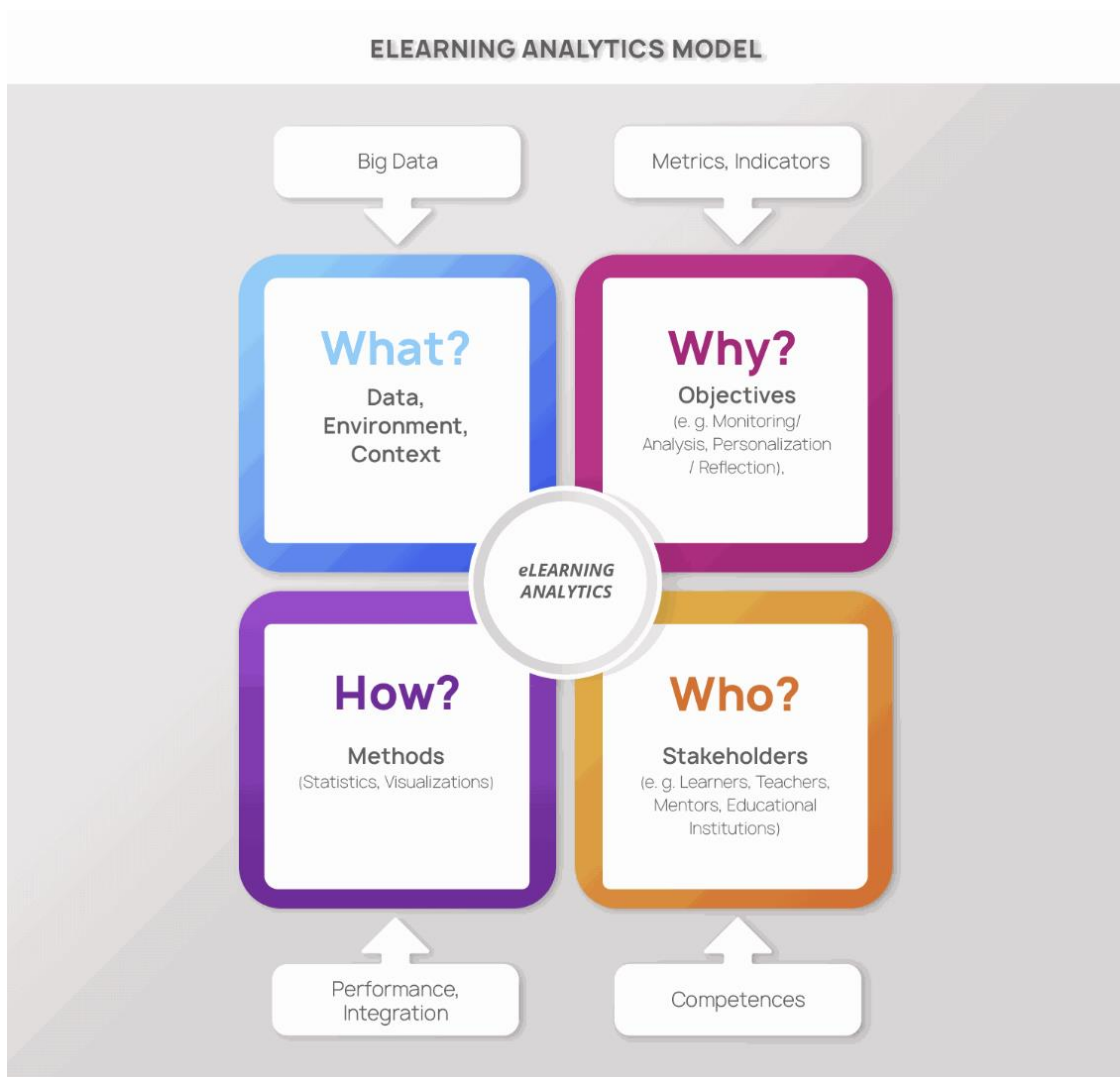 ELEARNING ANALYTICS MODEL
Big Data
Metrics, Indicators
What?
Data,
Environment,
Context
Why?
Objectives
(e. g. Monitoring/
Analysis, Personalization
/ Reflection),
eLEARNING
ANALYTICS
How?
Methods
(Statistics, Visualizations)
Who?
Stakeholders
(e. g. Learners, Teachers,
Mentors, Educational
Institutions)
Performance,
Integration
Competences